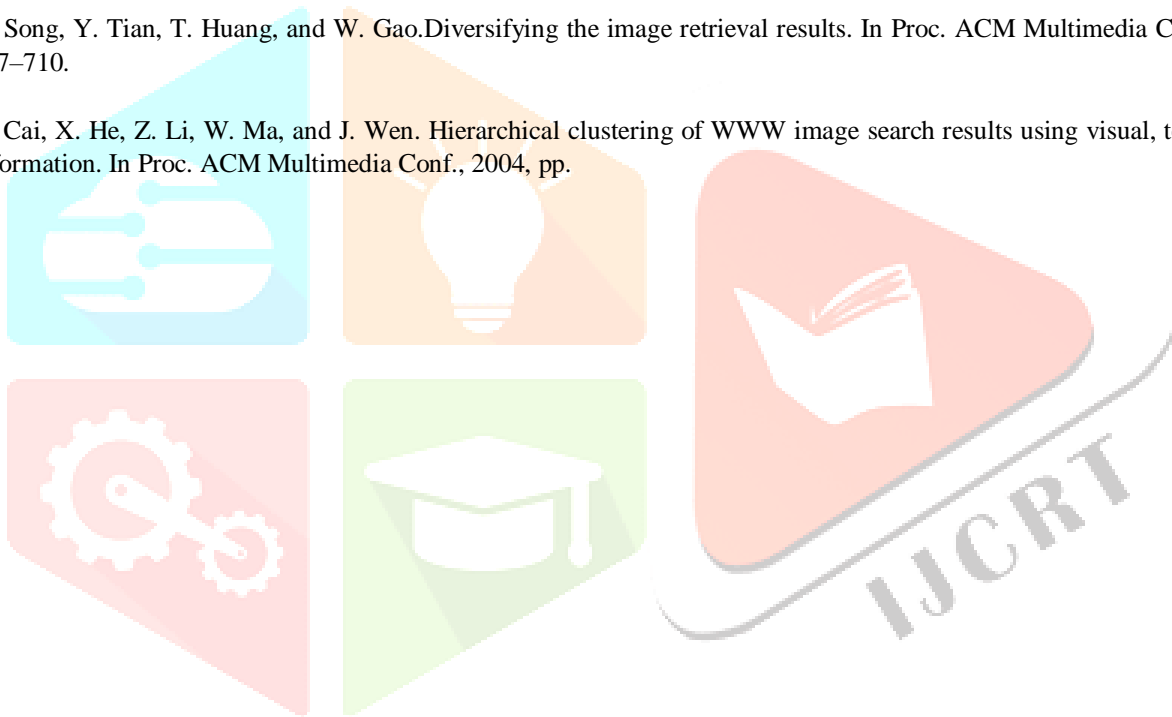 Song, Y. Tian, T. Huang, and W. Gao.Diversifying the image retrieval results. In Proc. ACM Multimedia C
7–710.
Cai, X. He, Z. Li, W. Ma, and J. Wen. Hierarchical clustering of WWW image search results using visual, t
formation. In Proc. ACM Multimedia Conf., 2004, pp.
IJCRT